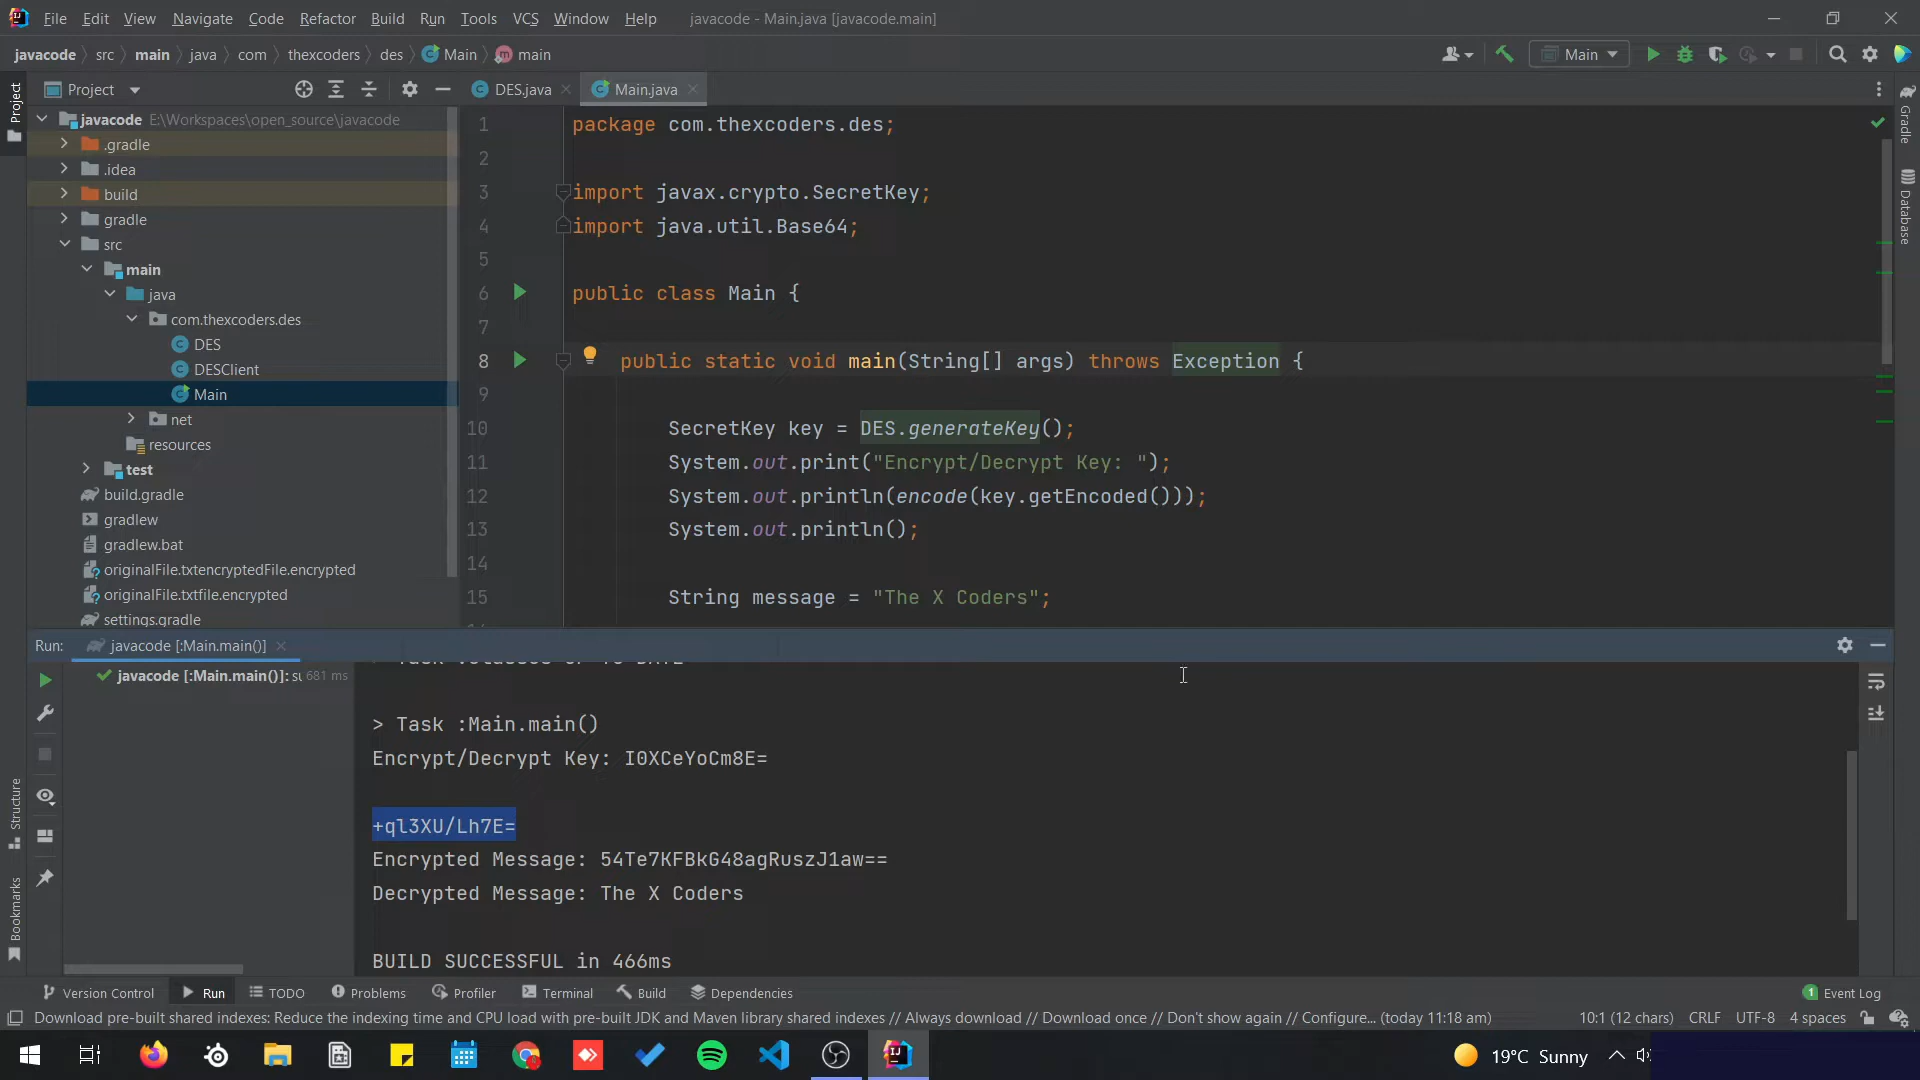 File Edit View Navigate Code Refactor Build Run Tools VCS Window Help javacode - Main.java [javacode.main]
javacode src main java com thexcoders des Main main Main
Project DES.java Main.java
Project
javacode E:\Workspaces\open_source\javacode
.gradle
.idea
build
gradle
src
main
java
com.thexcoders.des
DES
DESClient
Main
net
resources
test
build.gradle
gradlew
gradlew.bat
originalFile.txtencryptedFile.encrypted
originalFile.txtfile.encrypted
settings.gradle
1 package com.thexcoders.des;
2
3 import javax.crypto.SecretKey;
4 import java.util.Base64;
5
6 public class Main {
7
8 public static void main(String[] args) throws Exception {
9
10 SecretKey key = DES.generateKey();
11 System.out.print("Encrypt/Decrypt Key: ");
12 System.out.println(encode(key.getEncoded()));
13 System.out.println();
14
15 String message = "The X Coders";
Gradle
Database
Run: javacode [:Main.main()]
javacode [:Main.main()]: su 681 ms
> Task :Main.main()
Encrypt/Decrypt Key: I0XCeYoCm8E=
+ql3XU/Lh7E=
Encrypted Message: 54Te7KFBkG48agRuszJ1aw==
Decrypted Message: The X Coders
BUILD SUCCESSFUL in 466ms
Structure
Bookmarks
Version Control Run TODO Problems Profiler Terminal Build Dependencies 1 Event Log
Download pre-built shared indexes: Reduce the indexing time and CPU load with pre-built JDK and Maven library shared indexes // Always download // Download once // Don't show again // Configure... (today 11:18 am) 10:1 (12 chars) CRLF UTF-8 4 spaces
19°C Sunny